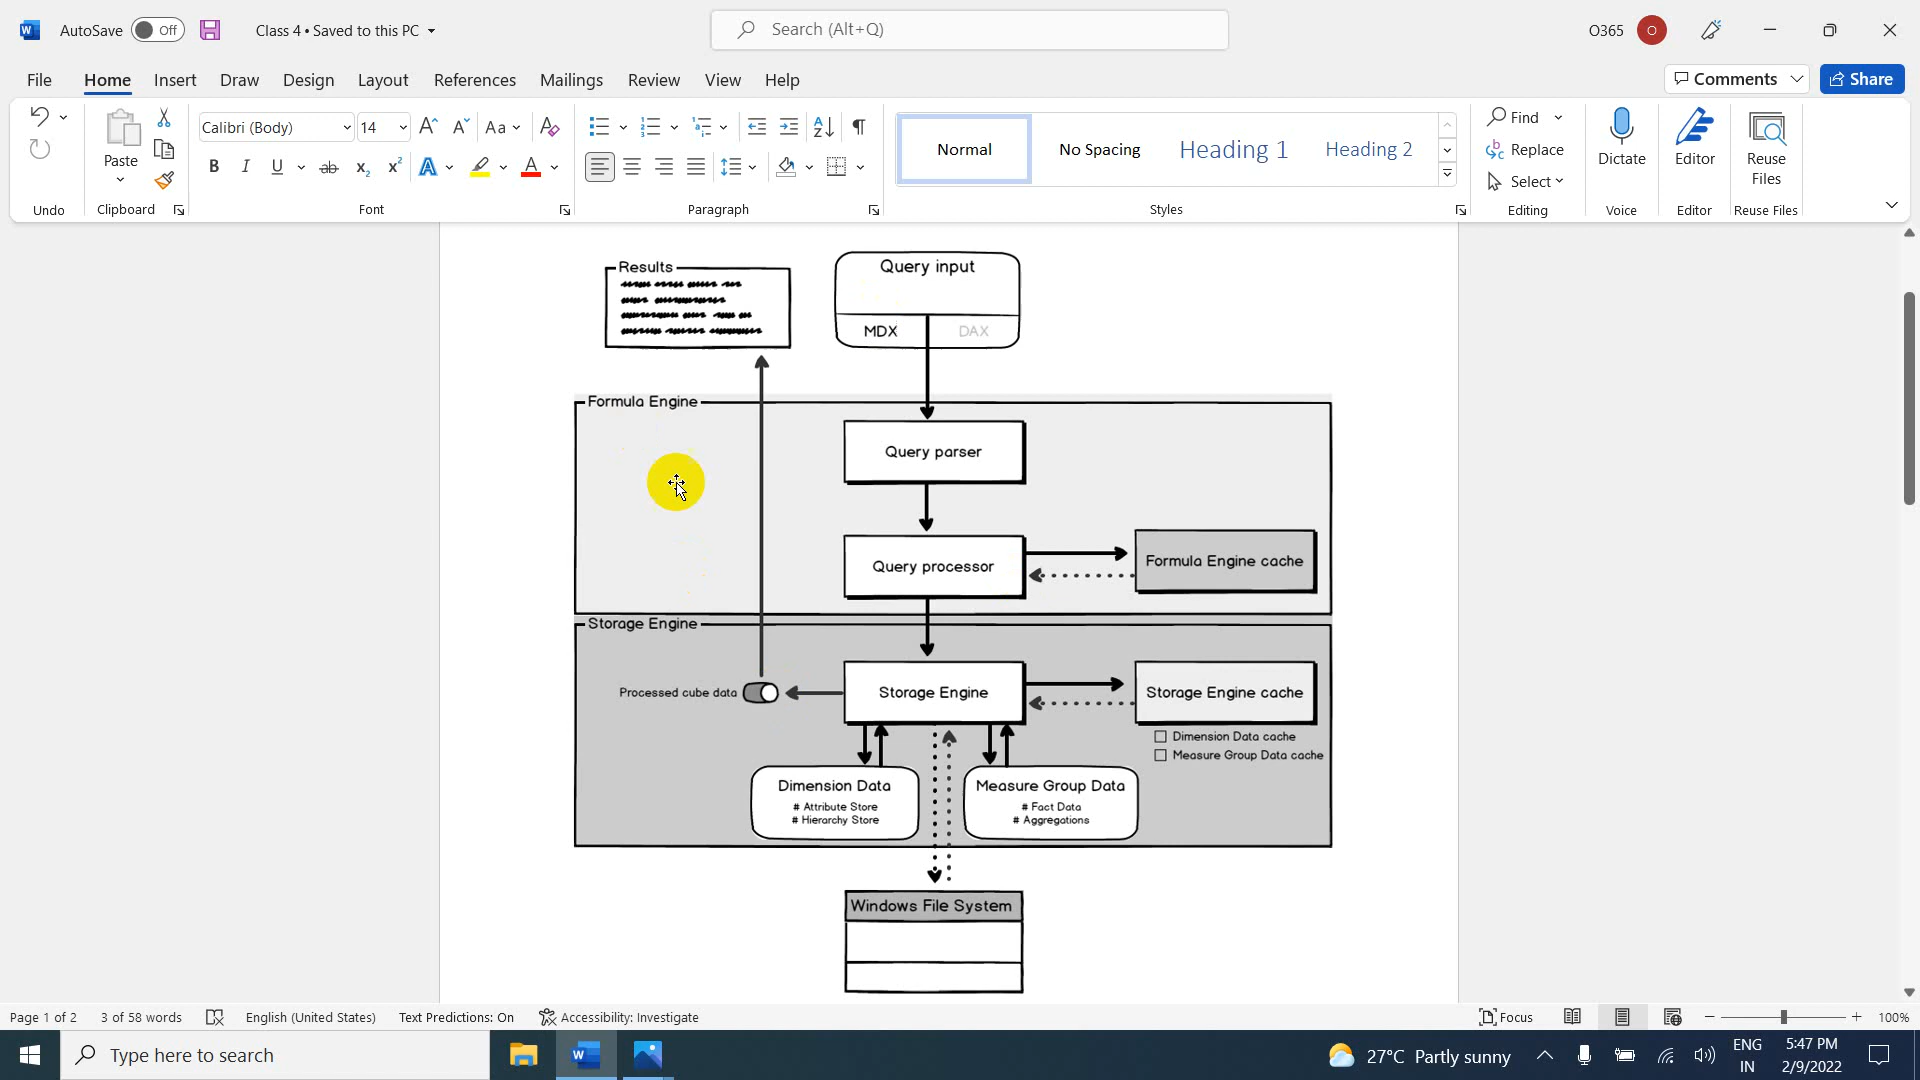 AutoSave Off Class 4 • Saved to this PC Search (Alt+Q) O365 O
File Home Insert Draw Design Layout References Mailings Review View Help Comments Share
Calibri (Body) 14 Aa
Paste
Normal No Spacing Heading 1 Heading 2
Find
Replace
Select
Dictate Editor Reuse Files
Undo Clipboard Font Paragraph Styles Editing Voice Editor Reuse Files
Results
Query input
MDX DAX
Formula Engine
Query parser
Query processor
Formula Engine cache
Storage Engine
Processed cube data
Storage Engine
Storage Engine cache
Dimension Data cache
Measure Group Data cache
Dimension Data
# Attribute Store
# Hierarchy Store
Measure Group Data
# Fact Data
# Aggregations
Windows File System
Page 1 of 2 3 of 58 words English (United States) Text Predictions: On Accessibility: Investigate Focus 100%
Type here to search 27°C Partly sunny ENG IN 5:47 PM 2/9/2022